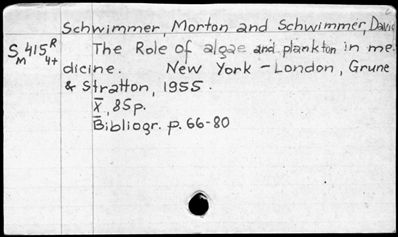 Schwimmer, Morton and Schwimmer, Davi
S M 415 R 4+
The Role of algae and plankton in me
dicine. New York - London, Grune
& Stratton, 1955.
X, 85p.
Bibliogr. p. 66-80